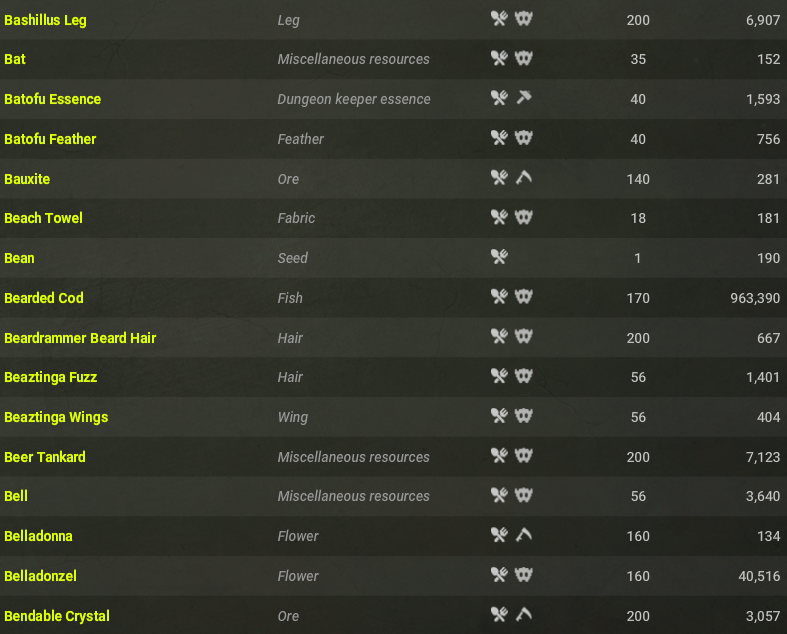 Bashillus Leg Leg 200 6,907
Bat Miscellaneous resources 35 152
Batofu Essence Dungeon keeper essence 40 1,593
Batofu Feather Feather 40 756
Bauxite Ore 140 281
Beach Towel Fabric 18 181
Bean Seed 1 190
Bearded Cod Fish 170 963,390
Beardrammer Beard Hair Hair 200 667
Beaztinga Fuzz Hair 56 1,401
Beaztinga Wings Wing 56 404
Beer Tankard Miscellaneous resources 200 7,123
Bell Miscellaneous resources 56 3,640
Belladonna Flower 160 134
Belladonzel Flower 160 40,516
Bendable Crystal Ore 200 3,057